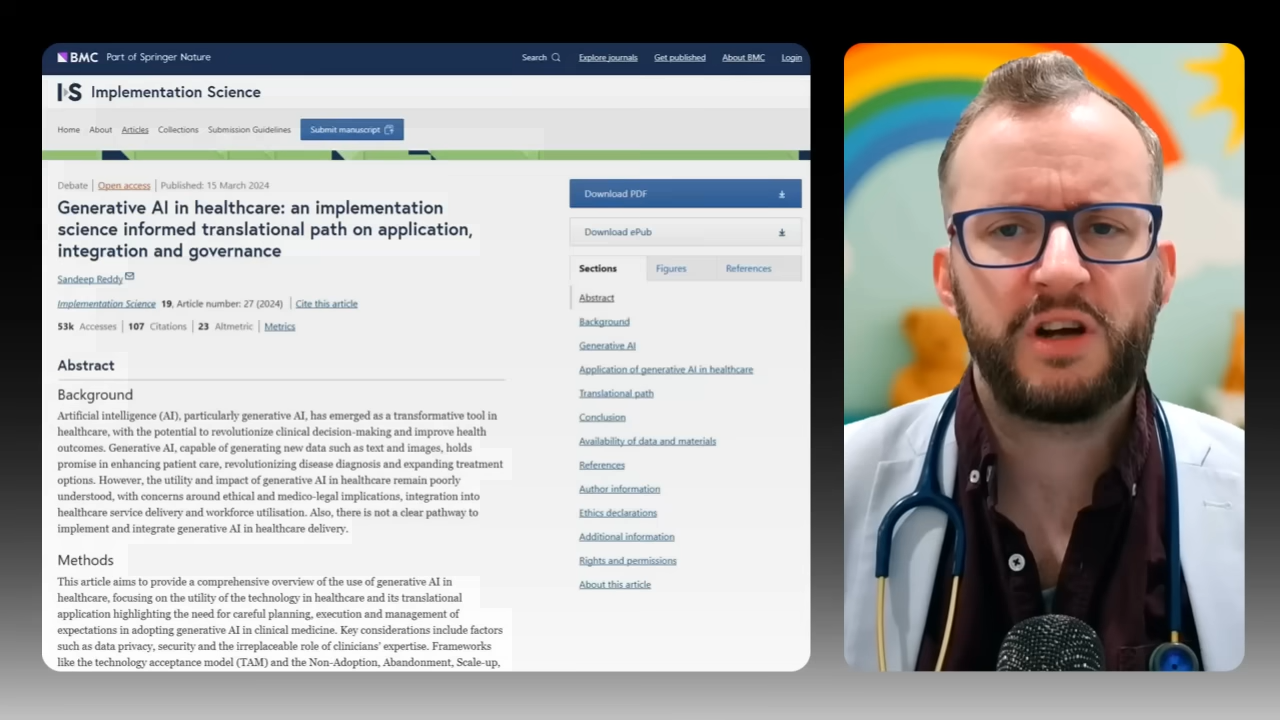 BMC Part of Springer Nature
Search Explore journals Get published About BMC Login
I>S Implementation Science
Home About Articles Collections Submission Guidelines Submit manuscript
Debate | Open access | Published: 15 March 2024
Generative AI in healthcare: an implementation
science informed translational path on application,
integration and governance
Sandeep Reddy
Implementation Science 19, Article number: 27 (2024) | Cite this article
53k Accesses | 107 Citations | 23 Altmetric | Metrics
Abstract
Background
Artificial intelligence (AI), particularly generative AI, has emerged as a transformative tool in
healthcare, with the potential to revolutionize clinical decision-making and improve health
outcomes. Generative AI, capable of generating new data such as text and images, holds
promise in enhancing patient care, revolutionizing disease diagnosis and expanding treatment
options. However, the utility and impact of generative AI in healthcare remain poorly
understood, with concerns around ethical and medico-legal implications, integration into
healthcare service delivery and workforce utilisation. Also, there is not a clear pathway to
implement and integrate generative AI in healthcare delivery.
Methods
This article aims to provide a comprehensive overview of the use of generative AI in
healthcare, focusing on the utility of the technology in healthcare and its translational
application highlighting the need for careful planning, execution and management of
expectations in adopting generative AI in clinical medicine. Key considerations include factors
such as data privacy, security and the irreplaceable role of clinicians' expertise. Frameworks
like the technology acceptance model (TAM) and the Non-Adoption, Abandonment, Scale-up,
Download PDF
Download ePub
Sections Figures References
Abstract
Background
Generative AI
Application of generative AI in healthcare
Translational path
Conclusion
Availability of data and materials
References
Author information
Ethics declarations
Additional information
Rights and permissions
About this article